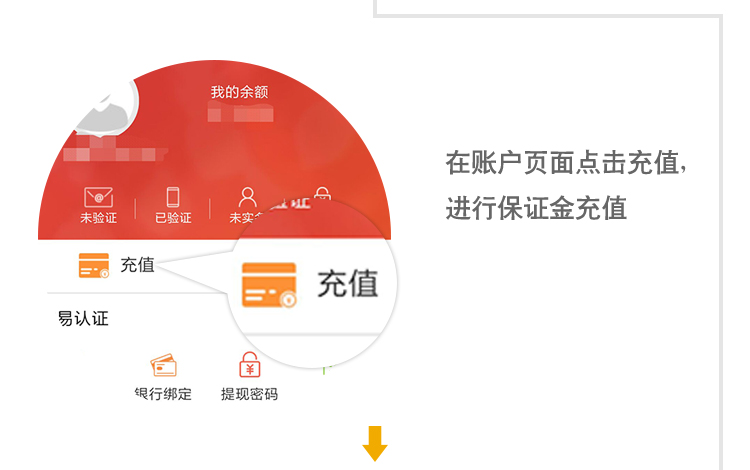 我的余额
未验证 已验证 未实
充值
充值
易认证
银行绑定 提现密码
在账户页面点击充值,
进行保证金充值